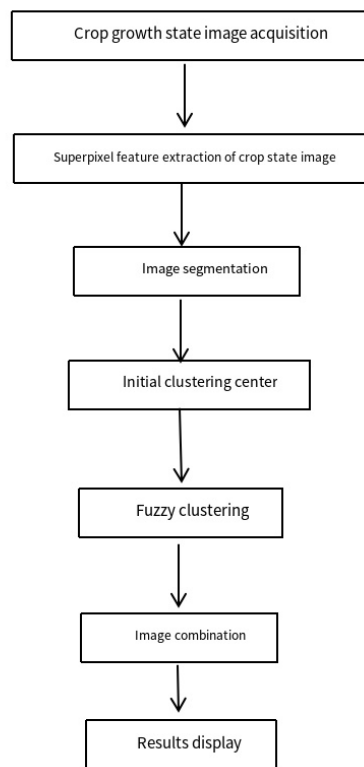 Crop growth state image acquisition
Superpixel feature extraction of crop state image
Image segmentation
Initial clustering center
Fuzzy clustering
Image combination
Results display